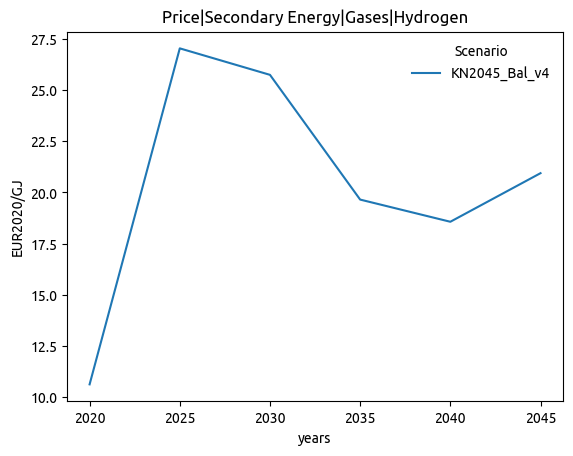 Price|Secondary Energy|Gases|Hydrogen
27.5
25.0
22.5
20.0
17.5
15.0
12.5
10.0
EUR2020/GJ
Scenario
KN2045_Bal_v4
2020 2025 2030 2035 2040 2045
years